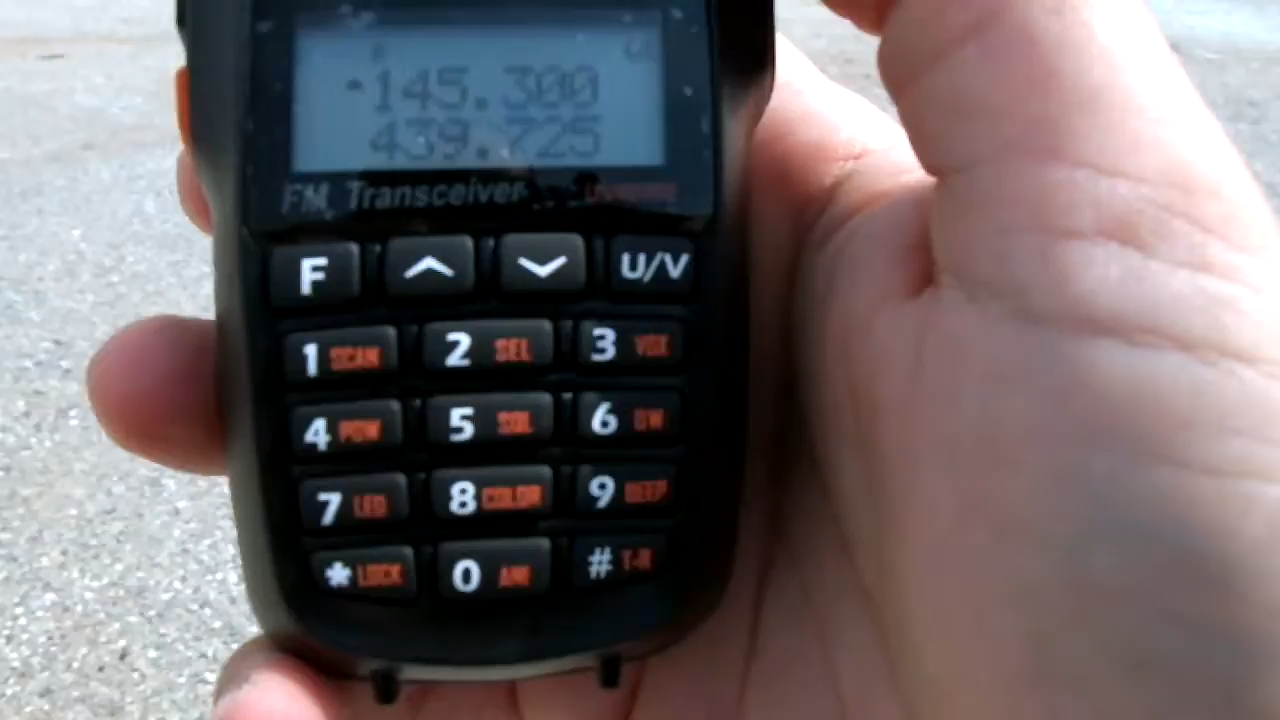 145.300
439.725
FM Transceiver
F U/V
1 SCAN 2 SEL 3 VOX
4 POW 5 SQL 6 DW
7 LED 8 COLOR 9 BEEP
* LOCK 0 ANI # T-R